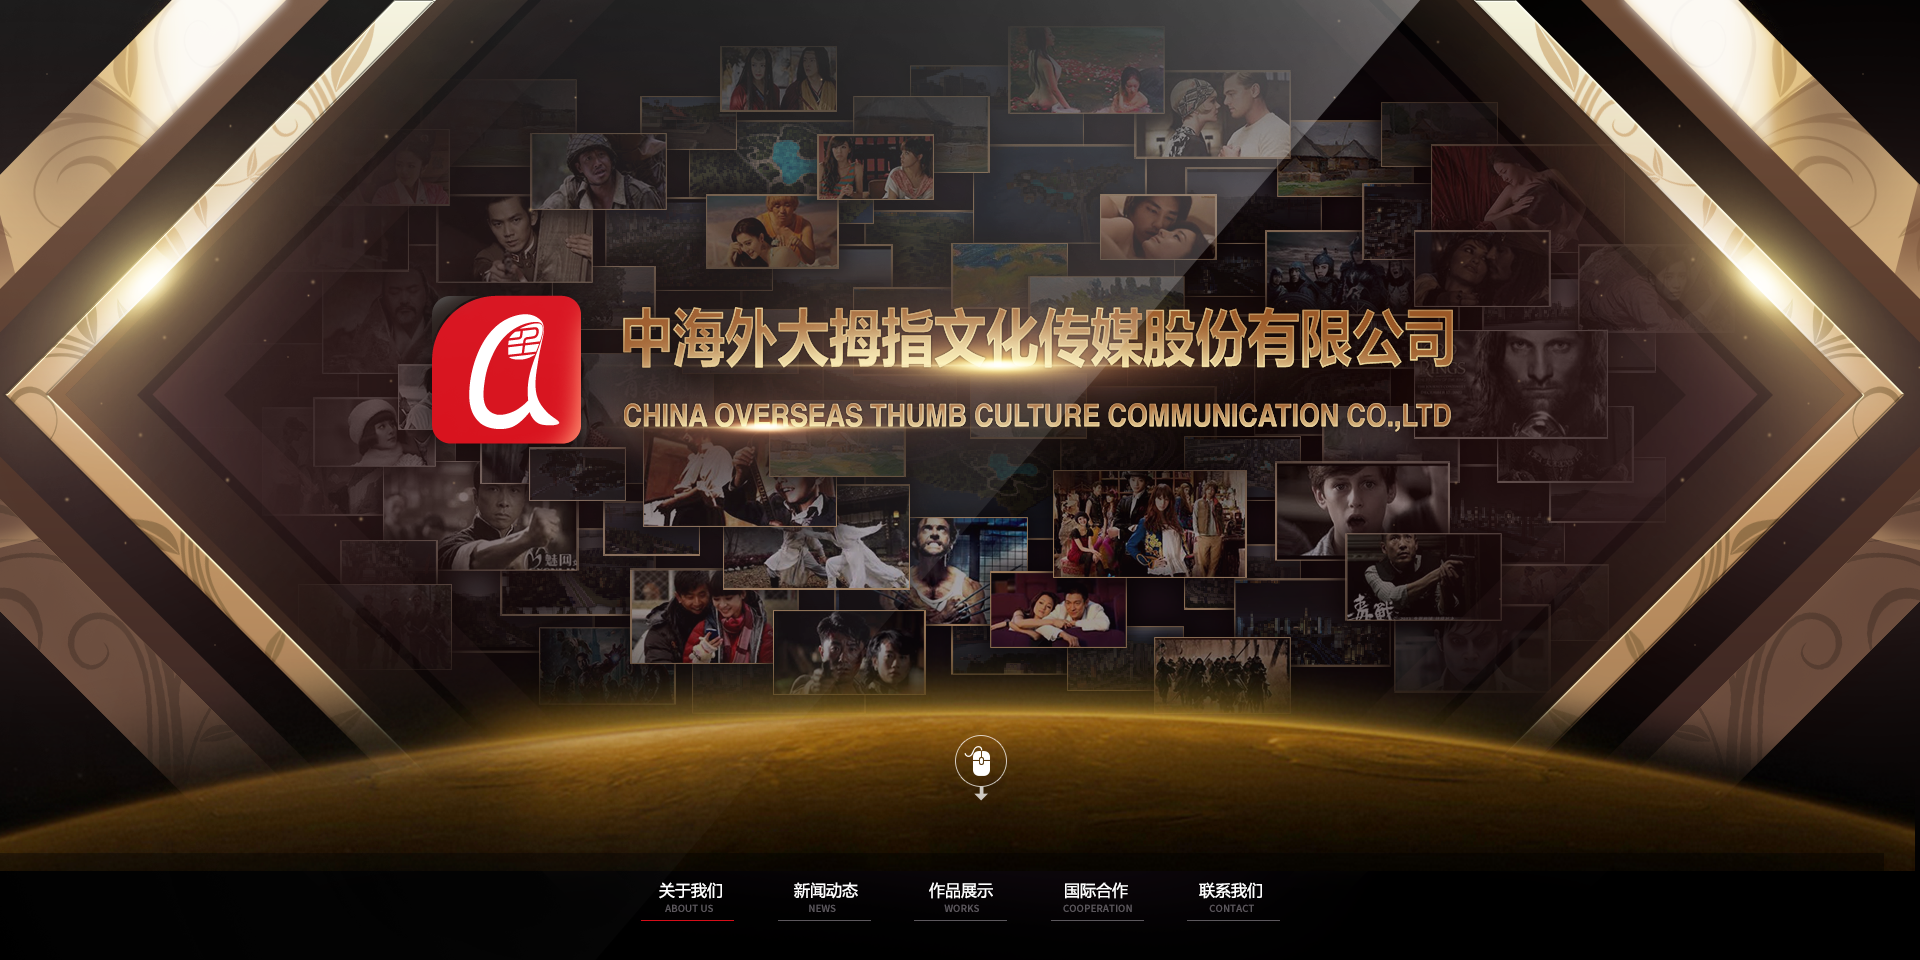 中海外大拇指文化传媒股份有限公司
CHINA OVERSEAS THUMB CULTURE COMMUNICATION CO.,LTD
关于我们 新闻动态 作品展示 国际合作 联系我们
ABOUT US NEWS WORKS COOPERATION CONTACT